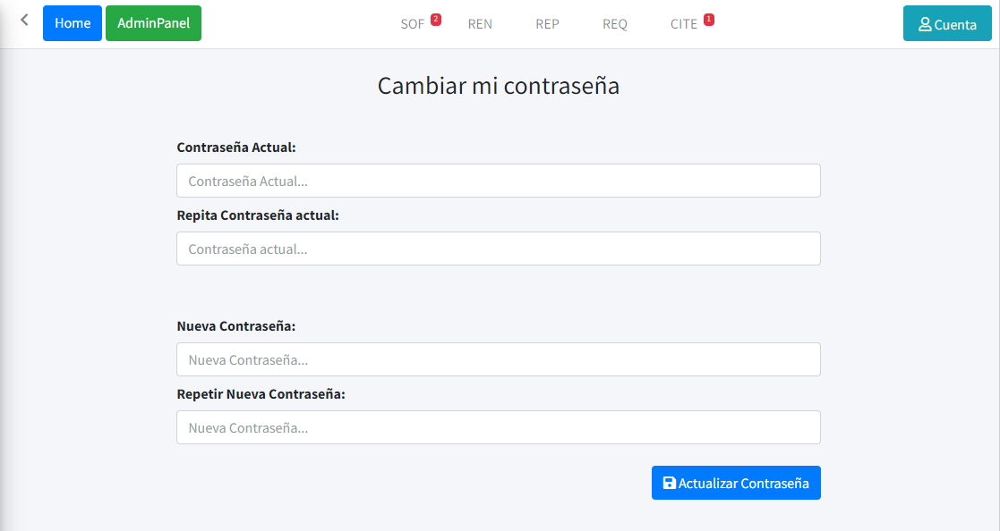 Home AdminPanel SOF 2 REN REP REQ CITE 1 Cuenta
Cambiar mi contraseña
Contraseña Actual:
Contraseña Actual...
Repita Contraseña actual:
Contraseña actual...
Nueva Contraseña:
Nueva Contraseña...
Repetir Nueva Contraseña:
Nueva Contraseña...
Actualizar Contraseña